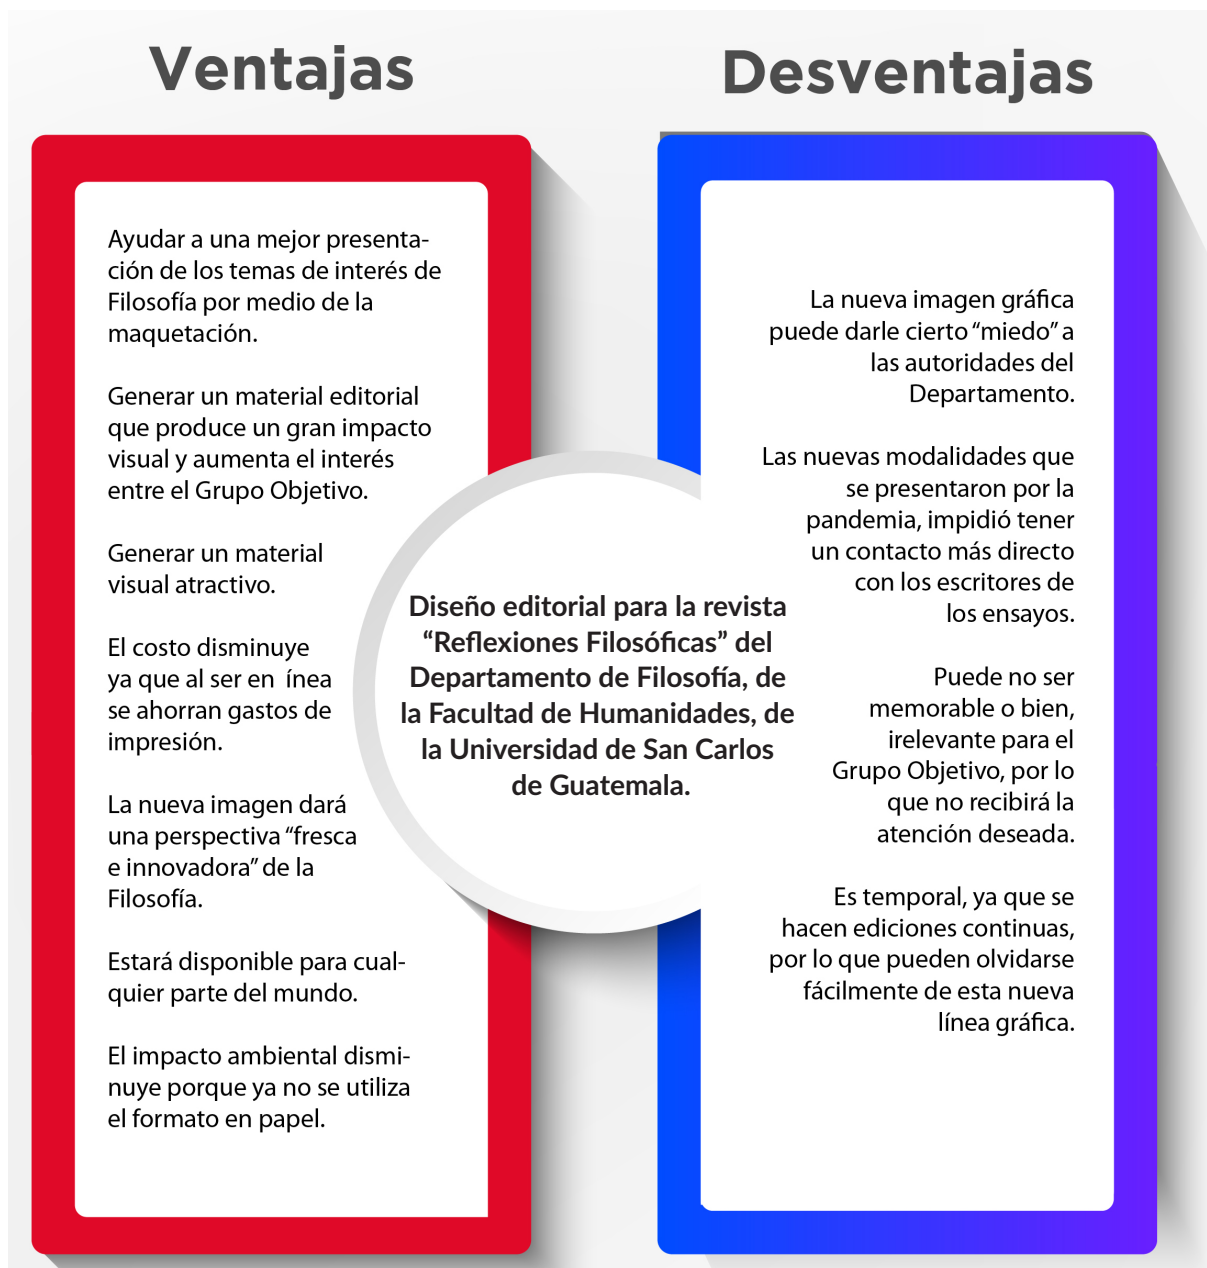 Ventajas
Desventajas
Ayudar a una mejor presenta-
ción de los temas de interés de
Filosofía por medio de la
maquetación.
Generar un material editorial
que produce un gran impacto
visual y aumenta el interés
entre el Grupo Objetivo.
Generar un material
visual atractivo.
El costo disminuye
ya que al ser en  ínea
se ahorran gastos de
impresión.
La nueva imagen dará
una perspectiva “fresca
e innovadora” de la
Filosofía.
Estará disponible para cual-
quier parte del mundo.
El impacto ambiental dismi-
nuye porque ya no se utiliza
el formato en papel.
Diseño editorial para la revista
“Reflexiones Filosóficas” del
Departamento de Filosofía, de
la Facultad de Humanidades, de
la Universidad de San Carlos
de Guatemala.
La nueva imagen gráfica
puede darle cierto “miedo” a
las autoridades del
Departamento.
Las nuevas modalidades que
se presentaron por la
pandemia, impidió tener
un contacto más directo
con los escritores de
los ensayos.
Puede no ser
memorable o bien,
irelevante para el
Grupo Objetivo, por lo
que no recibirá la
atención deseada.
Es temporal, ya que se
hacen ediciones continuas,
por lo que pueden olvidarse
fácilmente de esta nueva
línea gráfica.